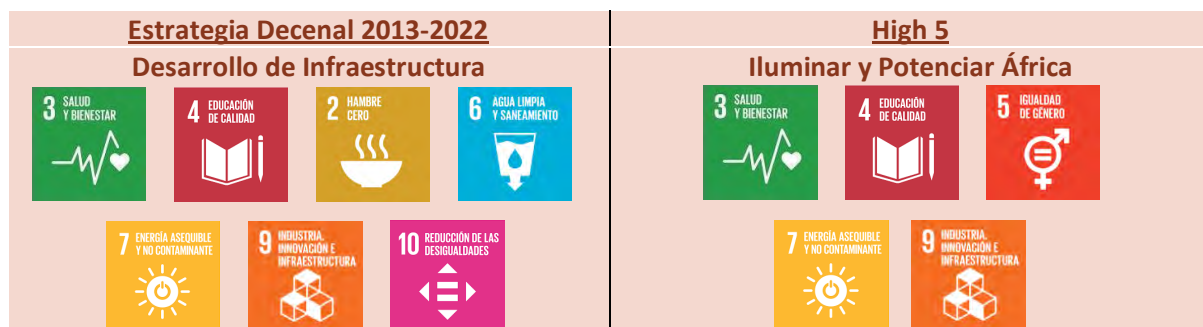 Estrategia Decenal 2013-2022
Desarrollo de Infraestructura
3 SALUD
Y BIENESTAR
4 EDUCACIÓN
DE CALIDAD
2 HAMBRE
CERO
6 AGUA LIMPIA
Y SANEAMIENTO
7 ENERGÍA ASEQUIBLE
Y NO CONTAMINANTE
9 INDUSTRIA,
INNOVACIÓN E
INFRAESTRUCTURA
10 REDUCCIÓN DE LAS
DESIGUALDADES
High 5
Iluminar y Potenciar África
3 SALUD
Y BIENESTAR
4 EDUCACIÓN
DE CALIDAD
5 IGUALDAD
DE GÉNERO
7 ENERGÍA ASEQUIBLE
Y NO CONTAMINANTE
9 INDUSTRIA,
INNOVACIÓN E
INFRAESTRUCTURA